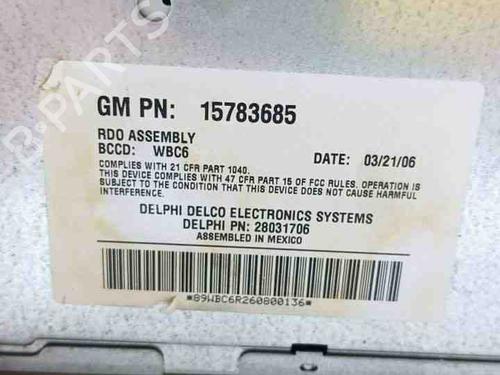 GM PN: 15783685
RDO ASSEMBLY
BCCD: WBC6 DATE: 03/21/06
COMPLIES WITH 21 CFR PART 1040.
THIS DEVICE COMPLIES WITH 47 CFR PART 15 OF FCC RULES. OPERATION IS
SUBJECT TO THE CONDITION THAT THIS DEVICE DOES NOT CAUSE HARMFUL
INTERFERENCE.
DELPHI DELCO ELECTRONICS SYSTEMS
DELPHI PN: 28031706
ASSEMBLED IN MEXICO
*89WBC6R260800136*
B-PARTS